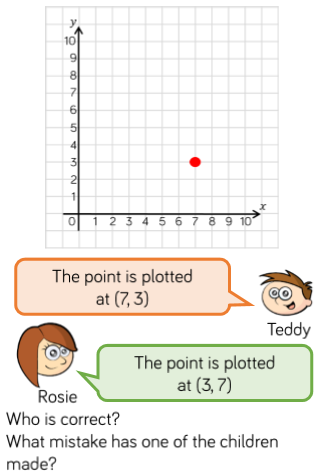 y
10
9
8
7
6
5
4
3
2
1
0 1 2 3 4 5 6 7 8 9 10 x
The point is plotted
at (7, 3)
Teddy
The point is plotted
at (3, 7)
Rosie
Who is correct?
What mistake has one of the children
made?